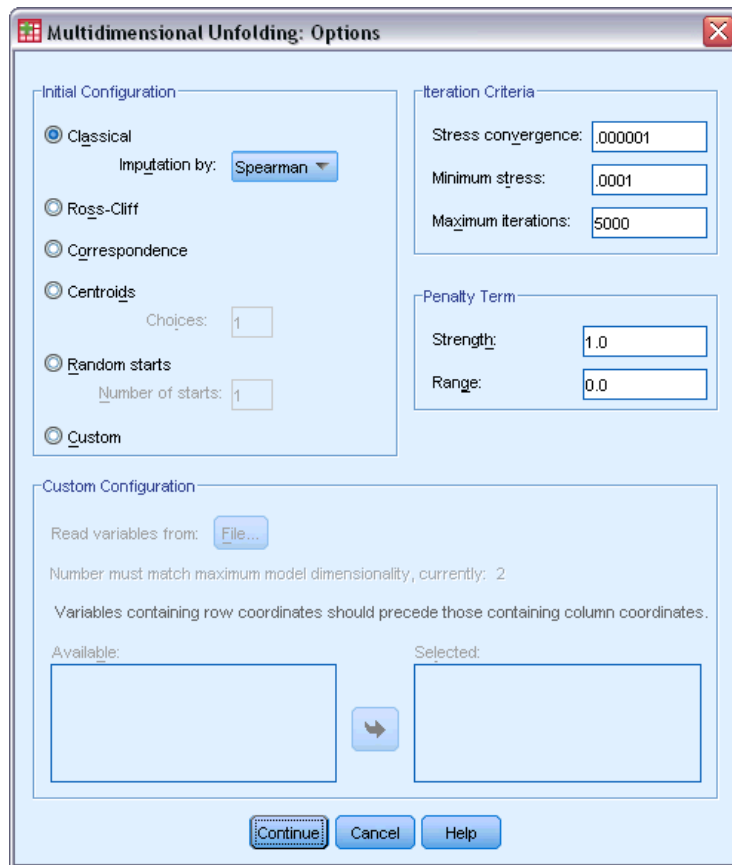 Multidimensional Unfolding: Options
Initial Configuration
Classical
Imputation by: Spearman
Ross-Cliff
Correspondence
Centroids
Choices: 1
Random starts
Number of starts: 1
Custom
Iteration Criteria
Stress convergence: .000001
Minimum stress: .0001
Maximum iterations: 5000
Penalty Term
Strength: 1.0
Range: 0.0
Custom Configuration
Read variables from: File...
Number must match maximum model dimensionality, currently: 2
Variables containing row coordinates should precede those containing column coordinates.
Available:
Selected:
Continue Cancel Help